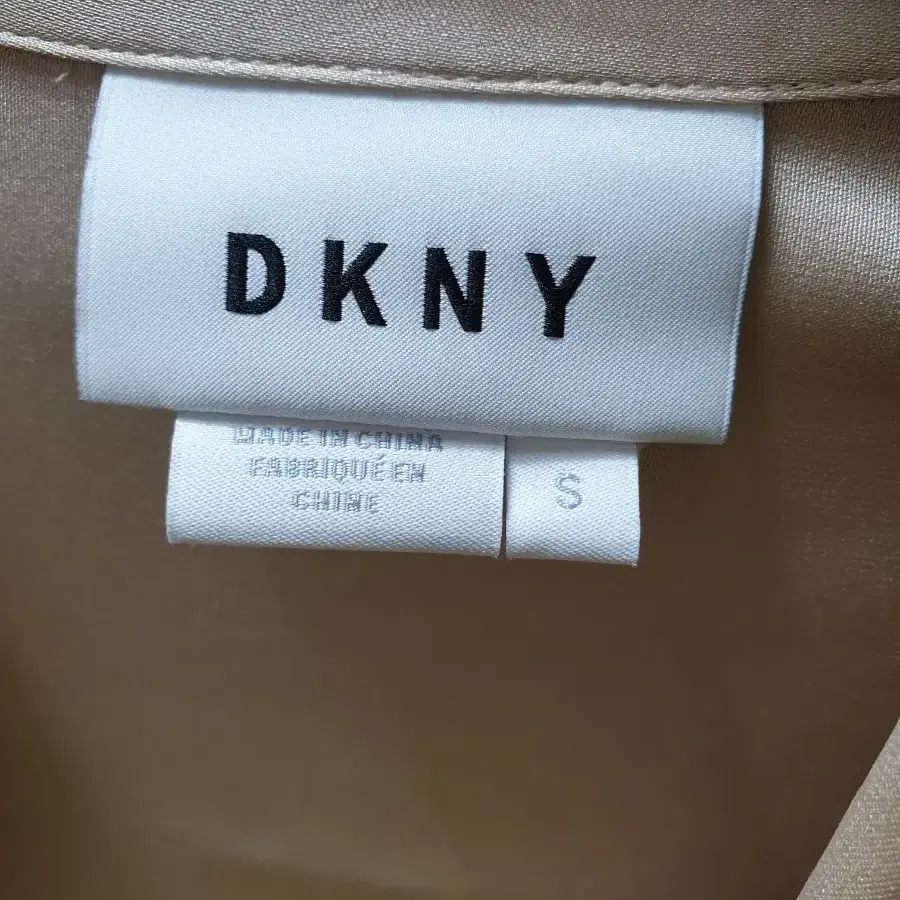 DKNY
MADE IN CHINA
FABRIQUÉ EN
CHINE
S